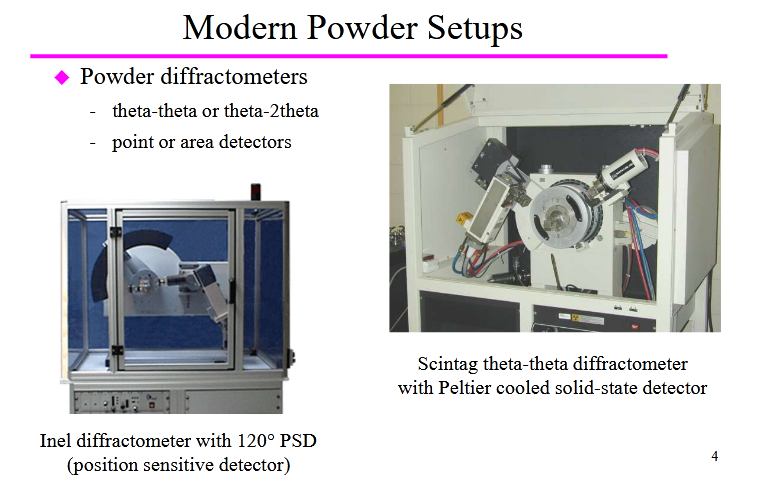 Modern Powder Setups
Powder diffractometers
- theta-theta or theta-2theta
- point or area detectors
Scintag theta-theta diffractometer
with Peltier cooled solid-state detector
Inel diffractometer with 120° PSD
(position sensitive detector)
4